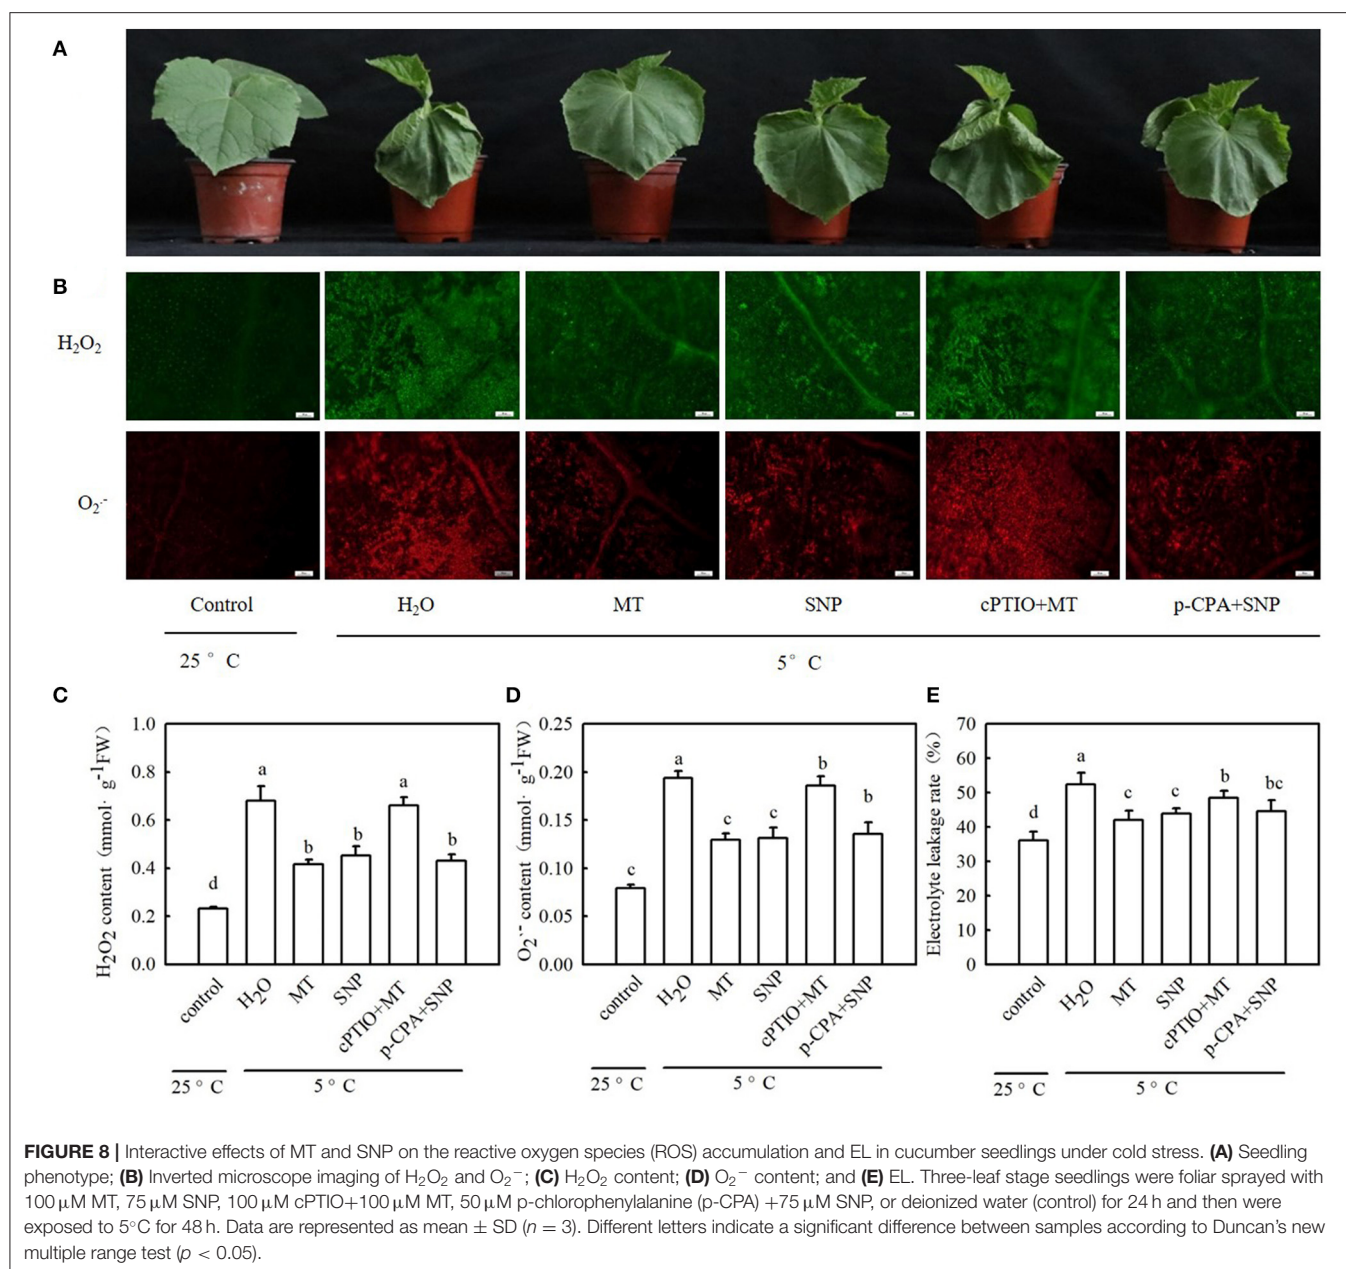 A
B
H₂O₂
O₂·⁻
Control H₂O MT SNP cPTIO+MT p-CPA+SNP
25 ° C 5° C
C D E
H₂O₂ content (mmol· g⁻¹FW)
1.0
0.8
0.6
0.4
0.2
0.0
a
a
b
b
b
d
control H₂O MT SNP cPTIO+MT p-CPA+SNP
25 ° C 5 ° C
O₂·⁻ content (mmol· g⁻¹FW)
0.25
0.20
0.15
0.10
0.05
0.00
c a c c b b
control H₂O MT SNP cPTIO+MT p-CPA+SNP
25 ° C 5 ° C
Electrolyte leakage rate (%)
70
60
50
40
30
20
10
0
d a c c b bc
control H₂O MT SNP cPTIO+MT p-CPA+SNP
25 ° C 5 ° C
FIGURE 8 | Interactive effects of MT and SNP on the reactive oxygen species (ROS) accumulation and EL in cucumber seedlings under cold stress. (A) Seedling
phenotype; (B) Inverted microscope imaging of H₂O₂ and O₂⁻; (C) H₂O₂ content; (D) O₂⁻ content; and (E) EL. Three-leaf stage seedlings were foliar sprayed with
100 μM MT, 75 μM SNP, 100 μM cPTIO+100 μM MT, 50 μM p-chlorophenylalanine (p-CPA) +75 μM SNP, or deionized water (control) for 24 h and then were
exposed to 5°C for 48 h. Data are represented as mean ± SD (n = 3). Different letters indicate a significant difference between samples according to Duncan's new
multiple range test (p < 0.05).